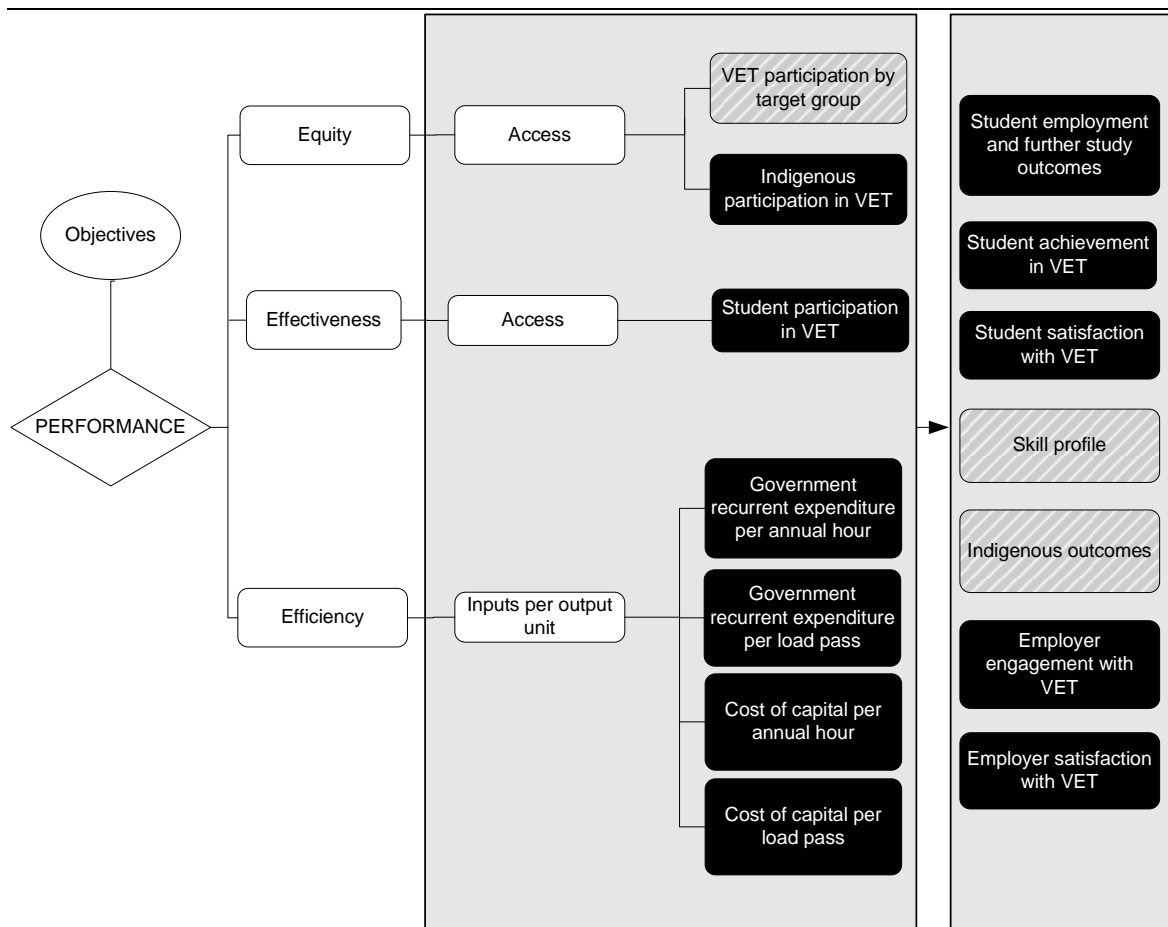 Objectives
PERFORMANCE
Equity
Access
VET participation by
target group
Indigenous
participation in VET
Effectiveness
Access
Student participation
in VET
Efficiency
Inputs per output
unit
Government
recurrent expenditure
per annual hour
Government
recurrent expenditure
per load pass
Cost of capital per
annual hour
Cost of capital per
load pass
Student employment
and further study
outcomes
Student achievement
in VET
Student satisfaction
with VET
Skill profile
Indigenous outcomes
Employer
engagement with
VET
Employer satisfaction
with VET